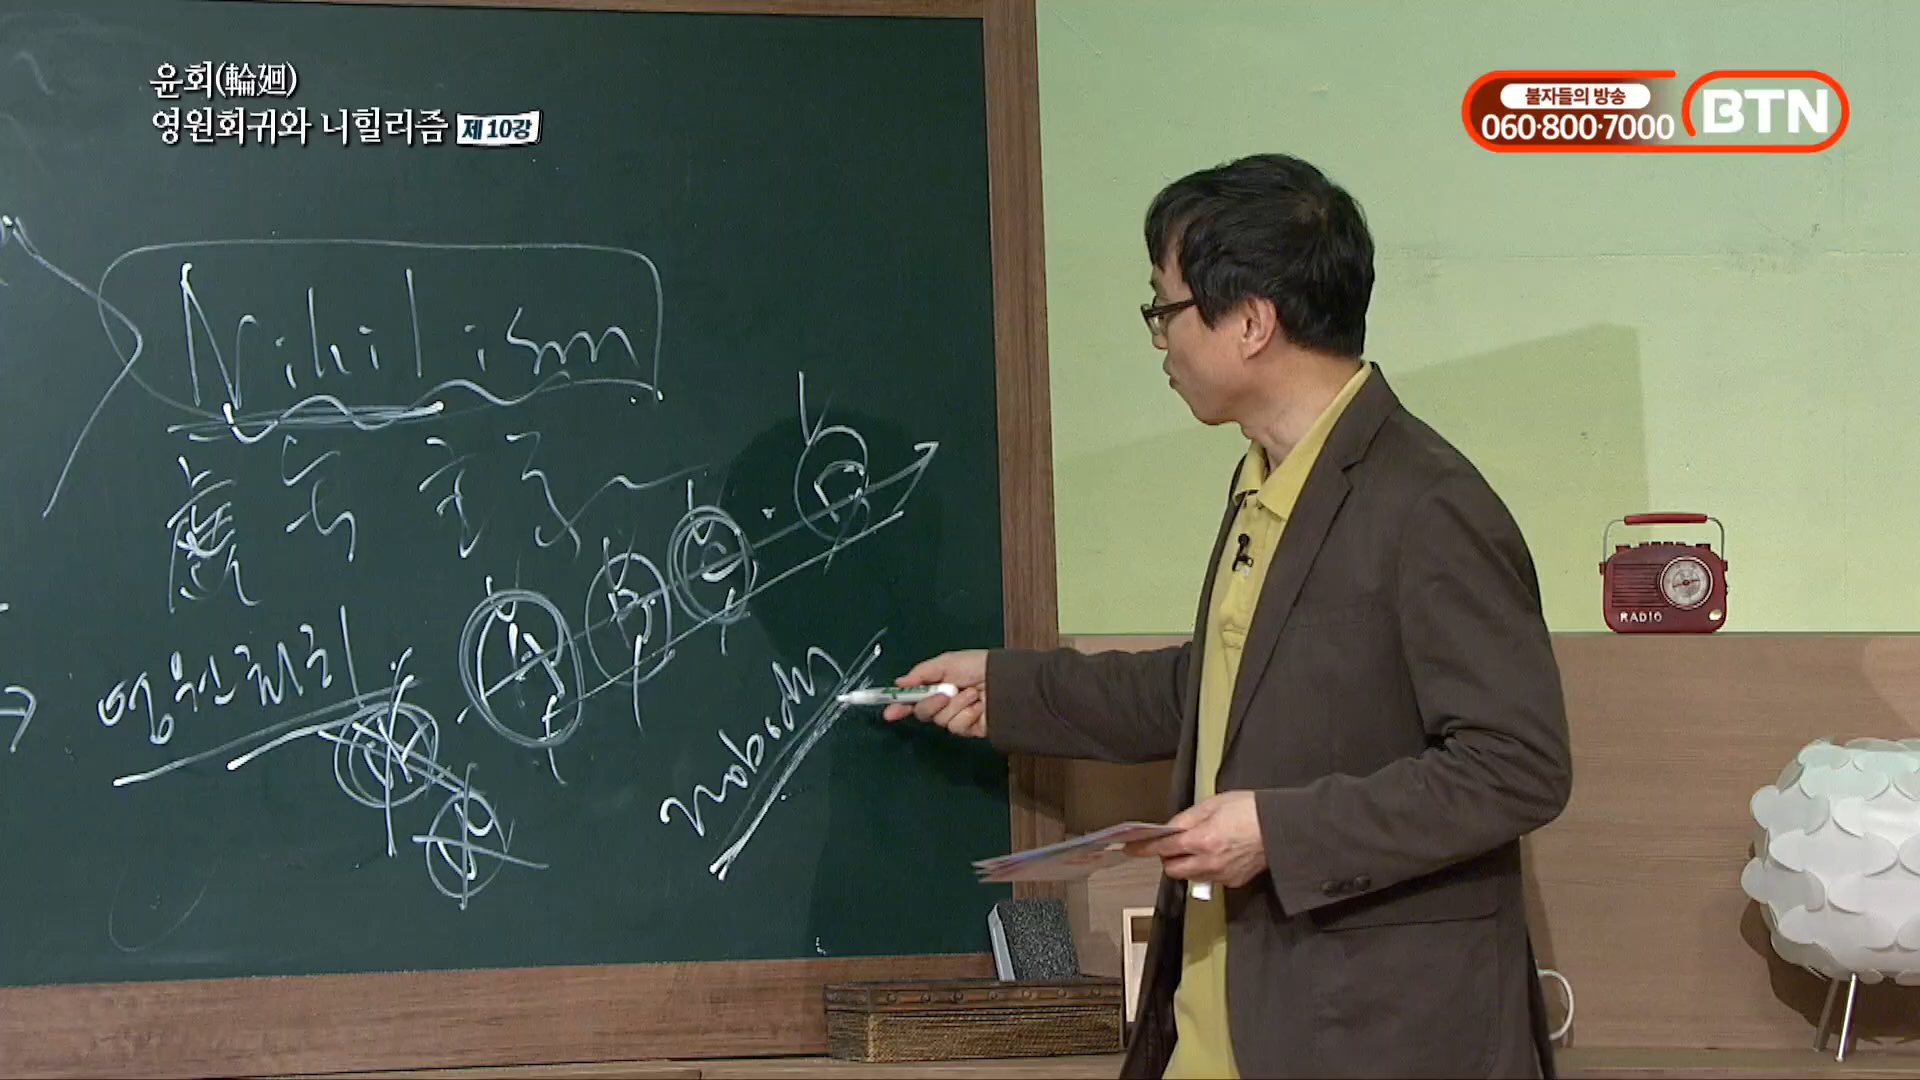 윤회(輪廻)
영원회귀와 니힐리즘 제10강
불자들의 방송
060·800·7000
BTN
Nihilism
虛
영원회귀
A
B
C
nobody
RADIO